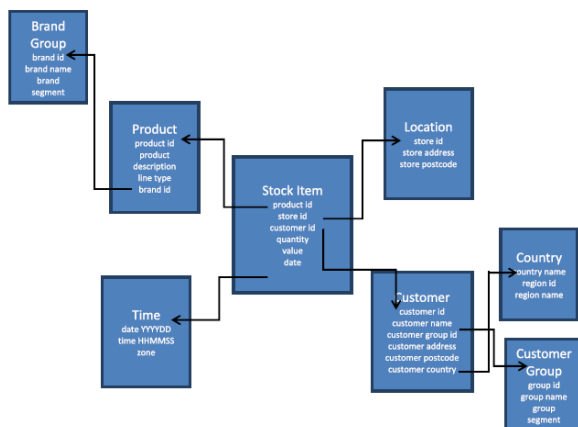 Brand
Group
brand id
brand name
brand
segment
Product
product id
product
description
line type
brand id
Location
store id
store address
store postcode
Stock Item
product id
store id
customer id
quantity
value
date
Time
date YYYYDD
time HHMMSS
zone
Customer
customer id
customer name
customer group id
customer address
customer postcode
customer country
Country
country name
region id
region name
Customer
Group
group id
group name
group
segment